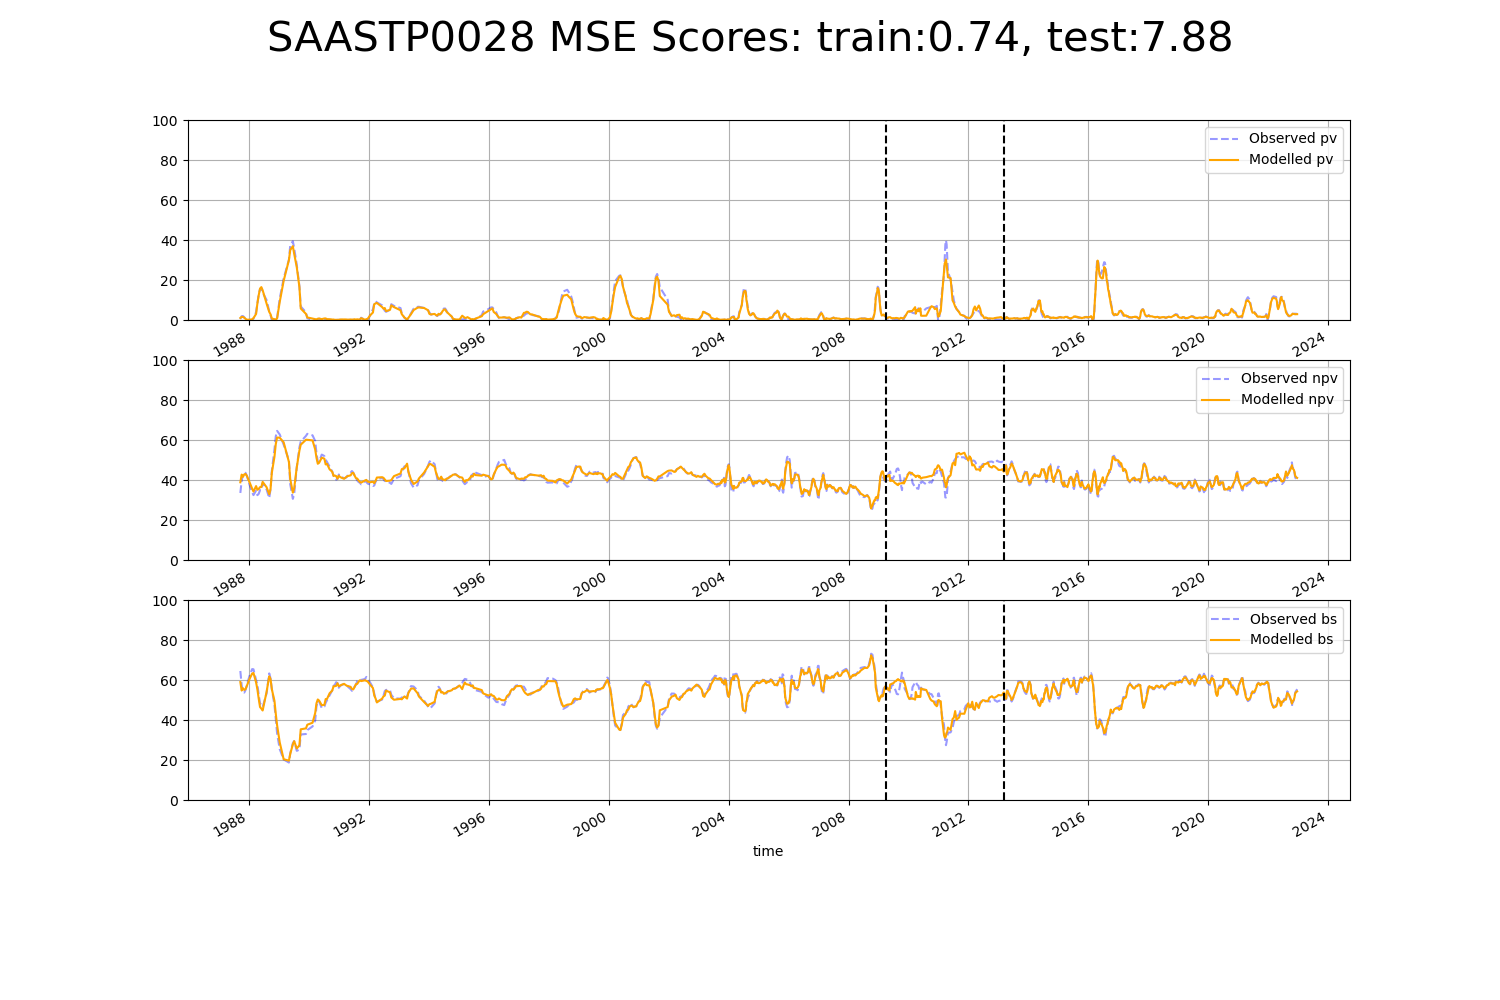 SAASTP0028 MSE Scores: train:0.74, test:7.88
100
80
60
40
20
0
Observed pv
Modelled pv
1988 1992 1996 2000 2004 2008 2012 2016 2020 2024
100
80
60
40
20
0
Observed npv
Modelled npv
1988 1992 1996 2000 2004 2008 2012 2016 2020 2024
100
80
60
40
20
0
Observed bs
Modelled bs
1988 1992 1996 2000 2004 2008 2012 2016 2020 2024
time